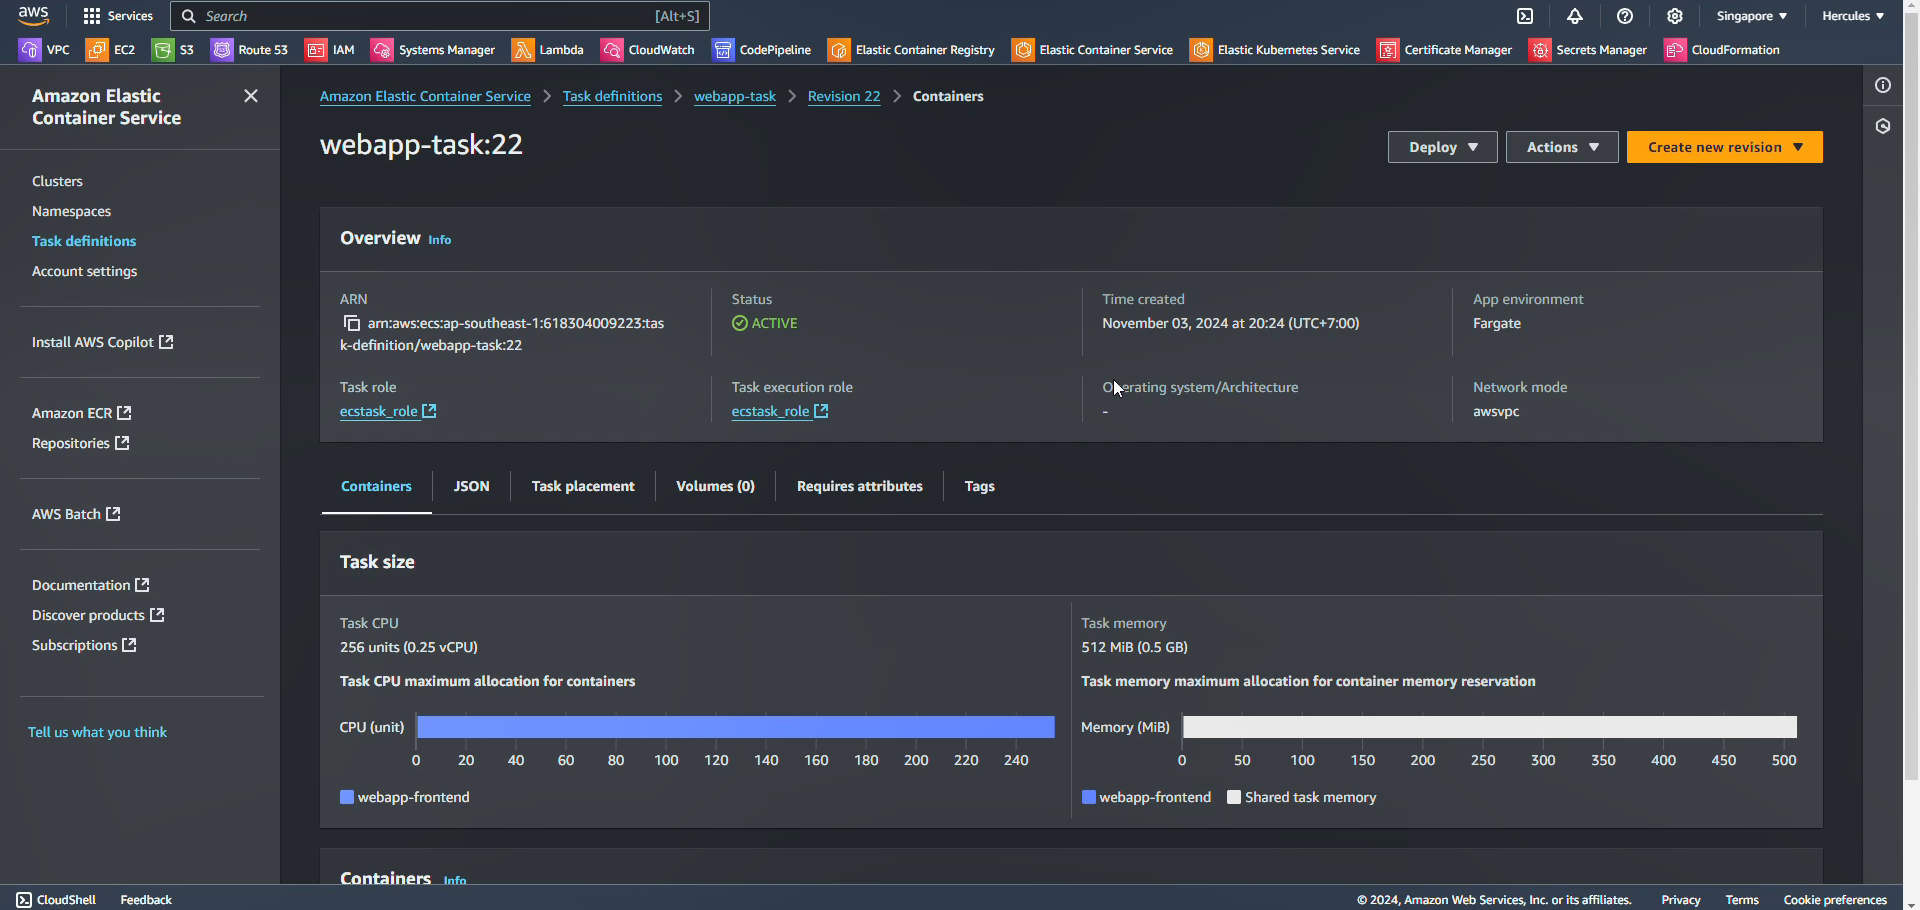 aws Services Search [Alt+S] Singapore Hercules
VPC EC2 S3 Route 53 IAM Systems Manager Lambda CloudWatch CodePipeline Elastic Container Registry Elastic Container Service Elastic Kubernetes Service Certificate Manager Secrets Manager CloudFormation
Amazon Elastic
Container Service
Clusters
Namespaces
Task definitions
Account settings
Install AWS Copilot
Amazon ECR
Repositories
AWS Batch
Documentation
Discover products
Subscriptions
Tell us what you think
Amazon Elastic Container Service > Task definitions > webapp-task > Revision 22 > Containers
webapp-task:22
Deploy Actions Create new revision
Overview Info
ARN
arn:aws:ecs:ap-southeast-1:618304009223:tas
k-definition/webapp-task:22
Status
ACTIVE
Time created
November 03, 2024 at 20:24 (UTC+7:00)
App environment
Fargate
Task role
ecstask_role
Task execution role
ecstask_role
Operating system/Architecture
-
Network mode
awsvpc
Containers JSON Task placement Volumes (0) Requires attributes Tags
Task size
Task CPU
256 units (0.25 vCPU)
Task CPU maximum allocation for containers
CPU (unit)
0 20 40 60 80 100 120 140 160 180 200 220 240
webapp-frontend
Task memory
512 MiB (0.5 GB)
Task memory maximum allocation for container memory reservation
Memory (MiB)
0 50 100 150 200 250 300 350 400 450 500
webapp-frontend Shared task memory
Containers Info
CloudShell Feedback © 2024, Amazon Web Services, Inc. or its affiliates. Privacy Terms Cookie preferences